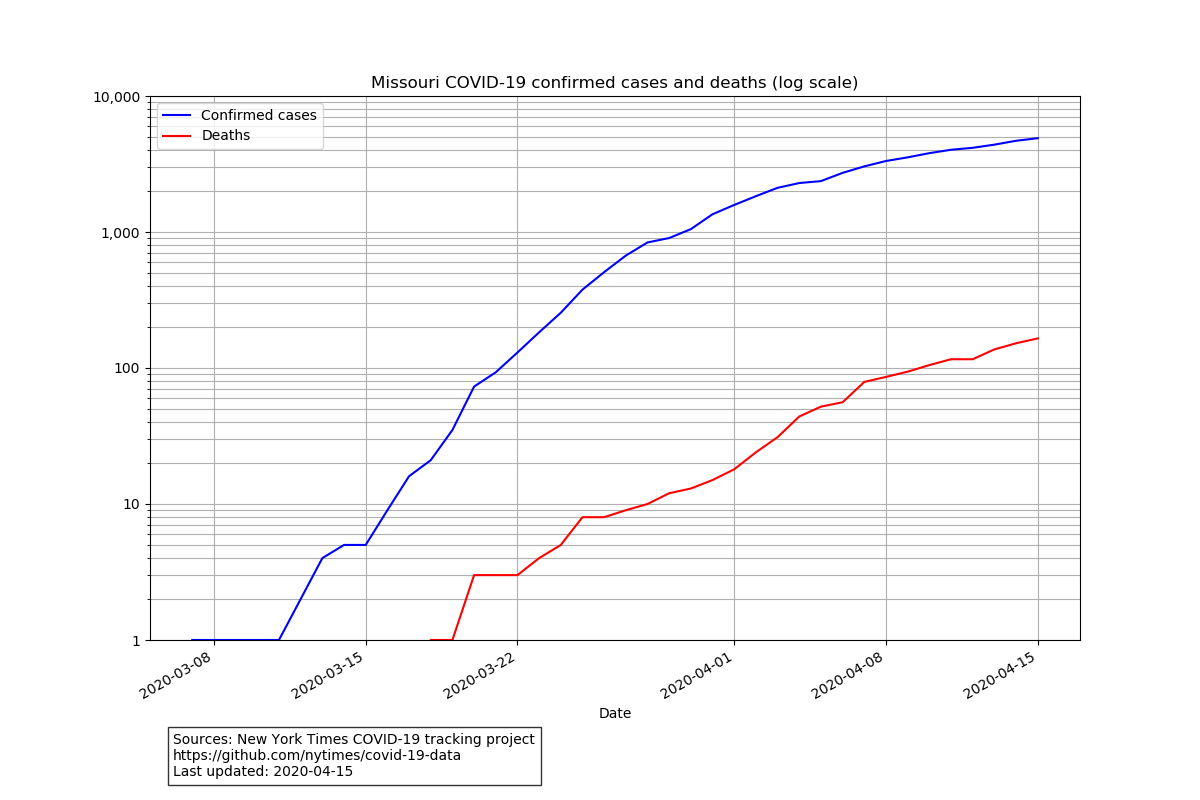 Missouri COVID-19 confirmed cases and deaths (log scale)
10,000
Confirmed cases
Deaths
1,000
100
10
1
2020-03-08
2020-03-15
2020-03-22
2020-04-01
2020-04-08
2020-04-15
Date
Sources: New York Times COVID-19 tracking project
https://github.com/nytimes/covid-19-data
Last updated: 2020-04-15